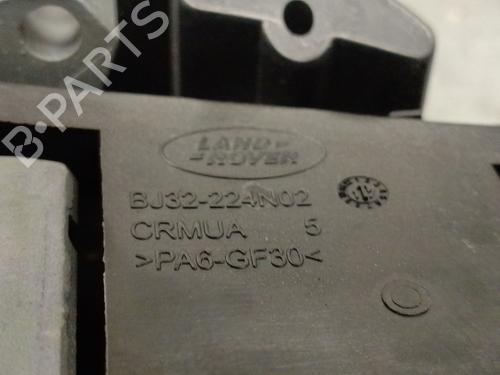 B-PARTS
LAND-
-ROVER
BJ32-224N02
CRMUA 5
>PA6-GF30<